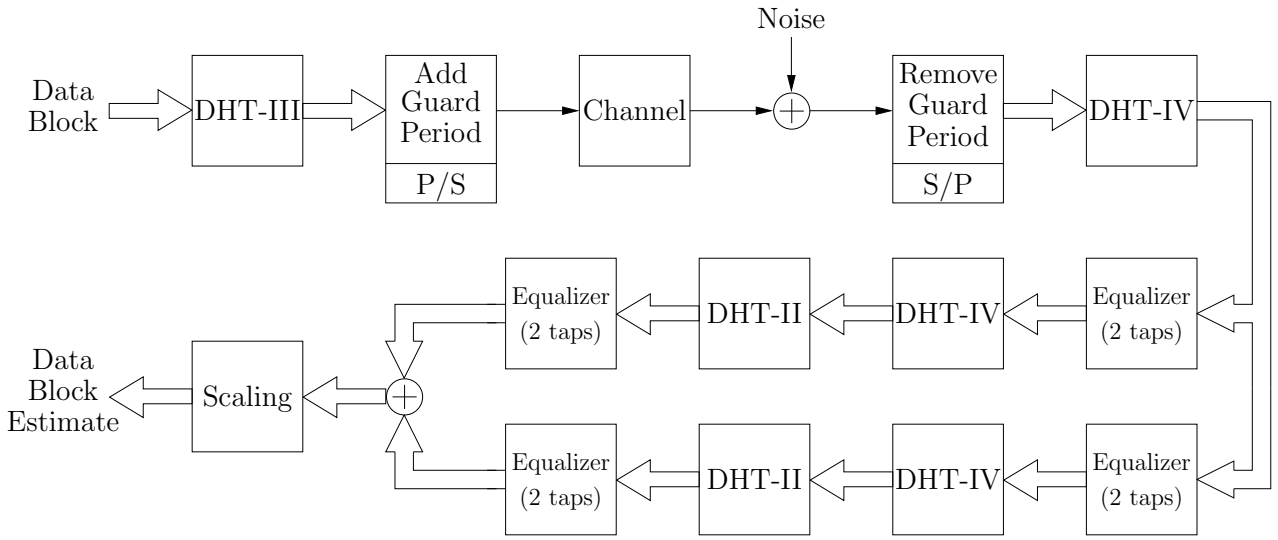 Noise
Data
Block
DHT-III
Add
Guard
Period
P/S
Channel
+
Remove
Guard
Period
S/P
DHT-IV
Equalizer
(2 taps)
DHT-II
DHT-IV
Equalizer
(2 taps)
Data
Block
Estimate
Scaling
+
Equalizer
(2 taps)
DHT-II
DHT-IV
Equalizer
(2 taps)